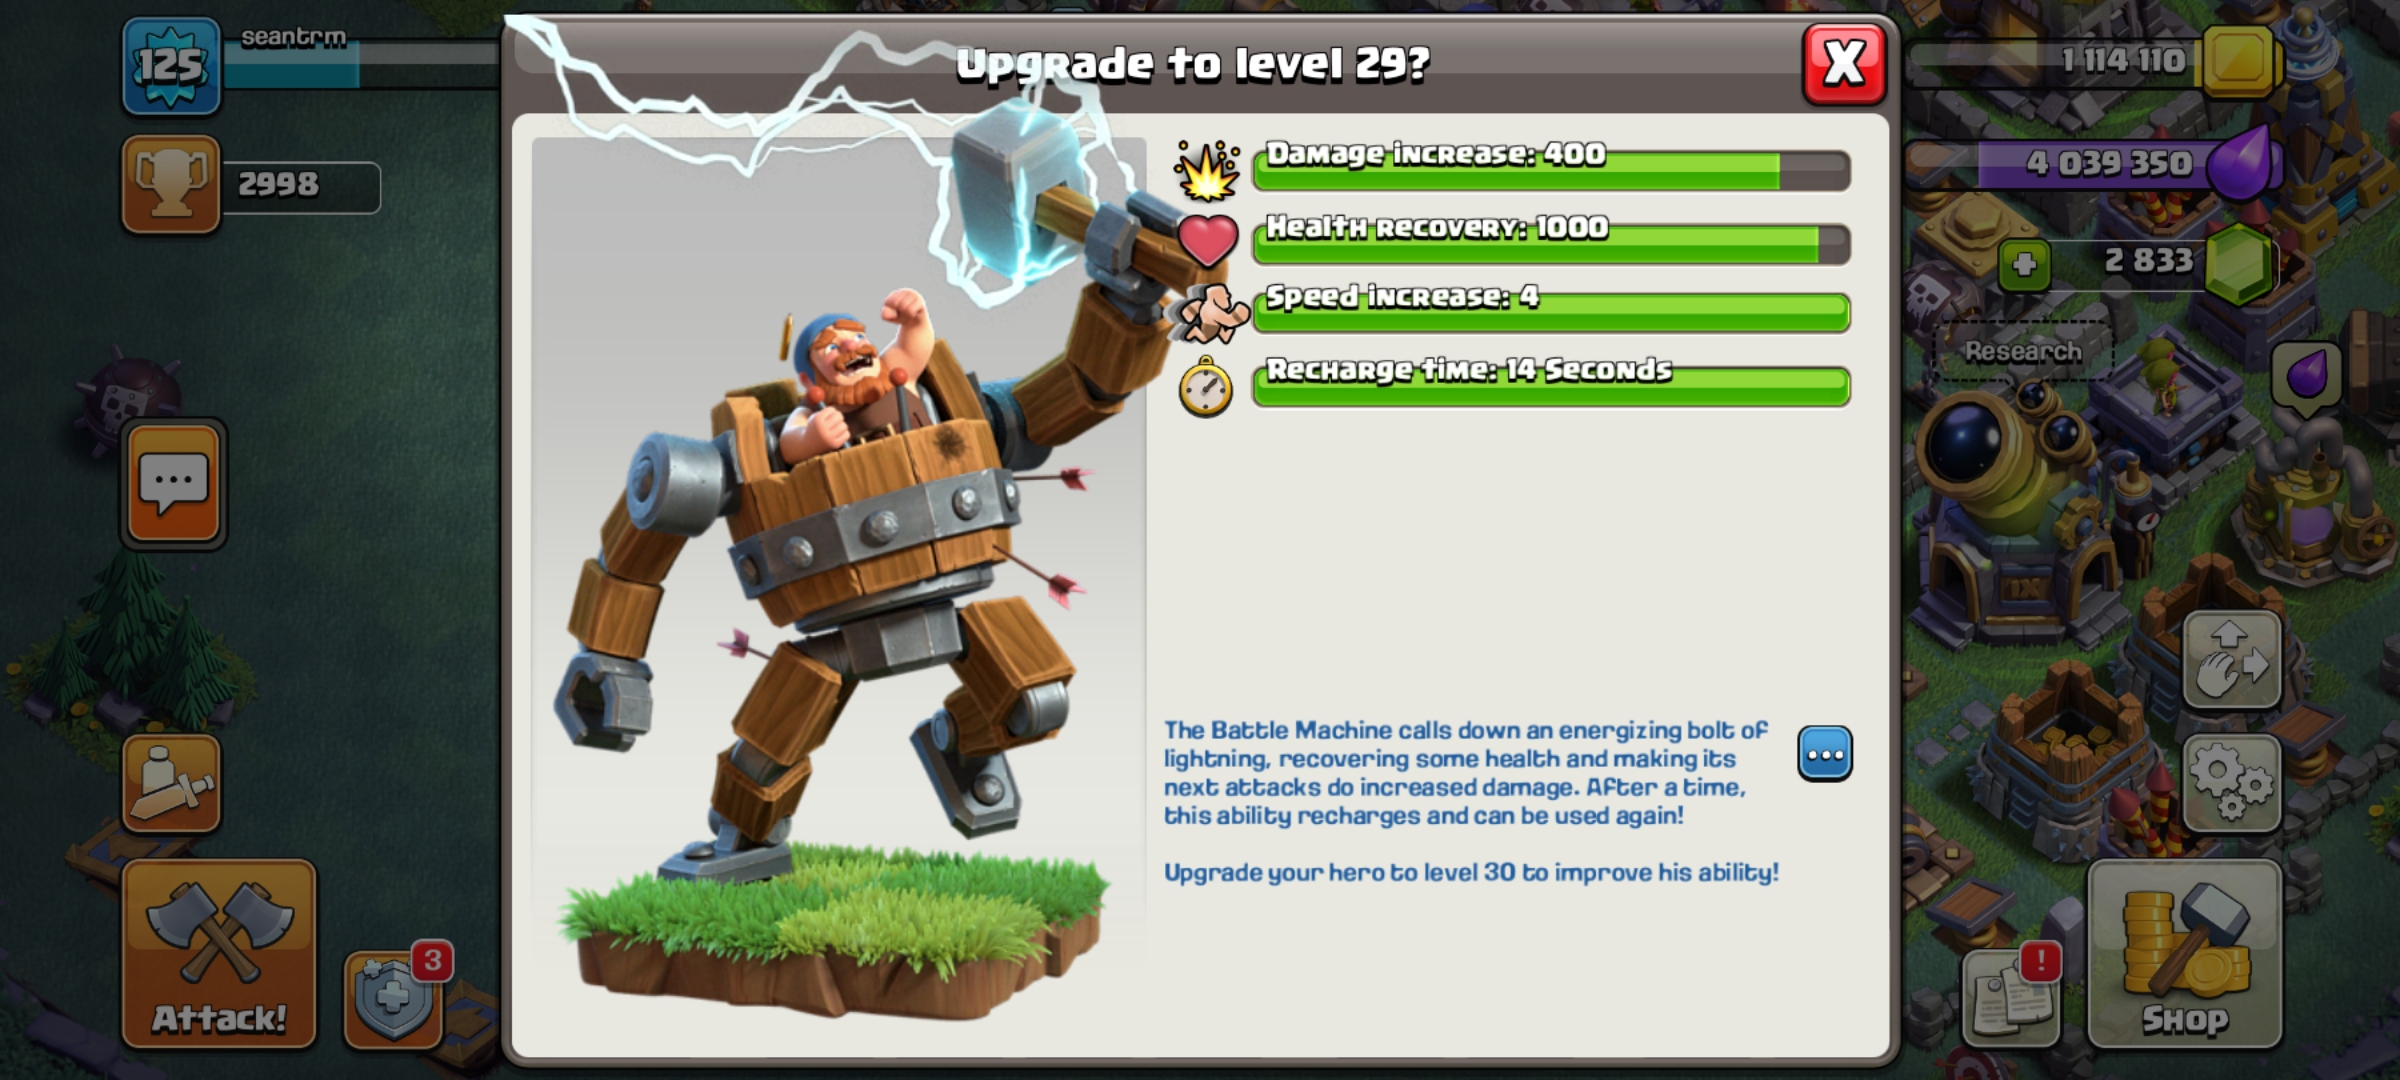 125
seantrm
2998
Upgrade to level 29?
X
Damage increase: 400
Health recovery: 1000
Speed increase: 4
Recharge time: 14 Seconds
The Battle Machine calls down an energizing bolt of
lightning, recovering some health and making its
next attacks do increased damage. After a time,
this ability recharges and can be used again!
Upgrade your hero to level 30 to improve his ability!
1 114 110
4 039 350
2 833
Research
IX
Attack!
3
!
Shop